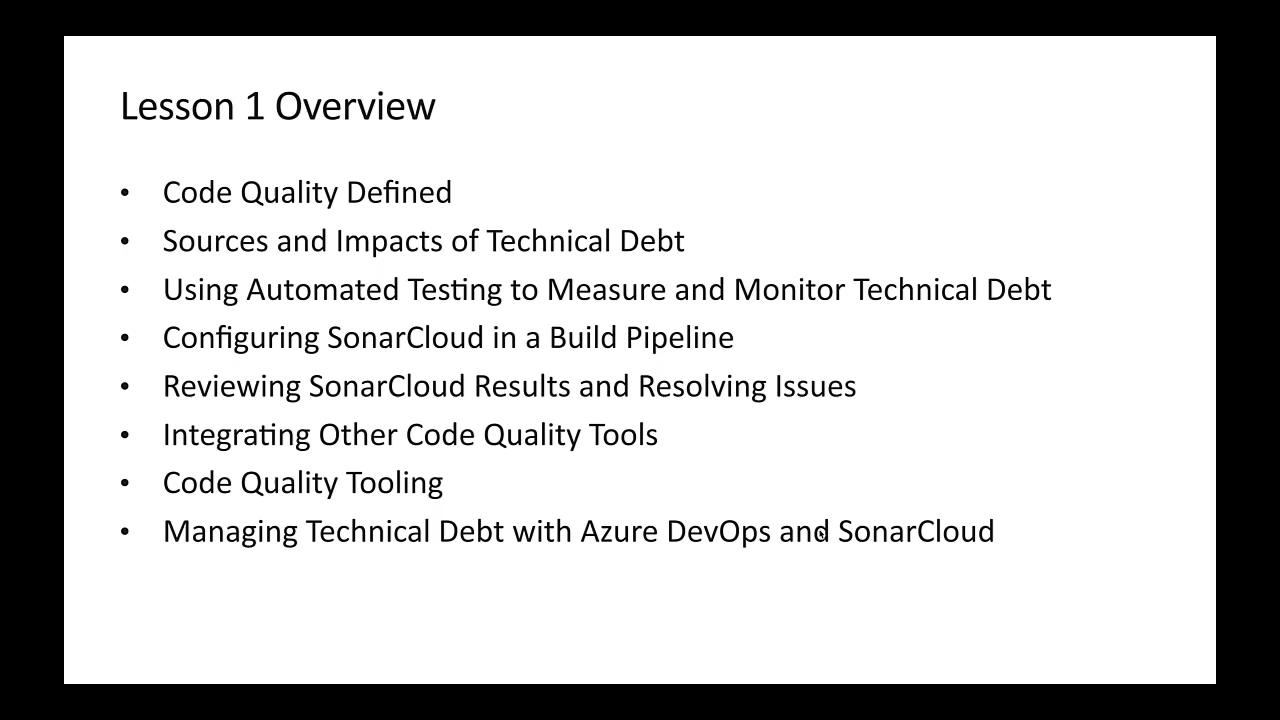 Lesson 1 Overview
• Code Quality Defined
• Sources and Impacts of Technical Debt
• Using Automated Testing to Measure and Monitor Technical Debt
• Configuring SonarCloud in a Build Pipeline
• Reviewing SonarCloud Results and Resolving Issues
• Integrating Other Code Quality Tools
• Code Quality Tooling
• Managing Technical Debt with Azure DevOps and SonarCloud